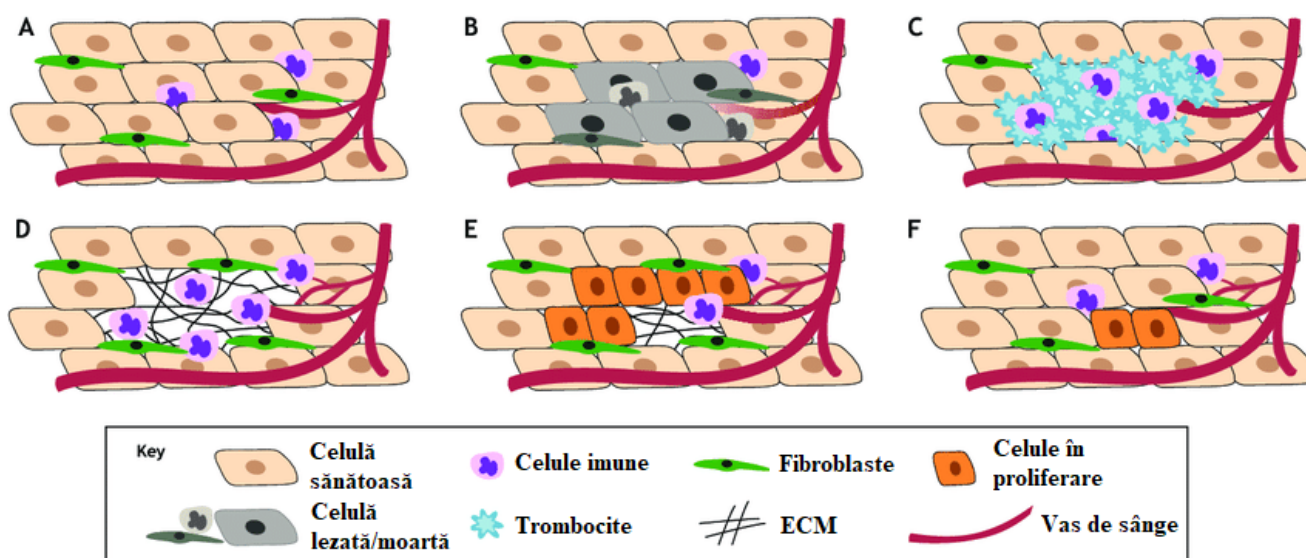 A
B
C
D
E
F
Key
Celulă
sănătoasă
Celule imune
Fibroblaste
Celule în
proliferare
Celulă
lezată/moartă
Trombocite
ECM
Vas de sânge